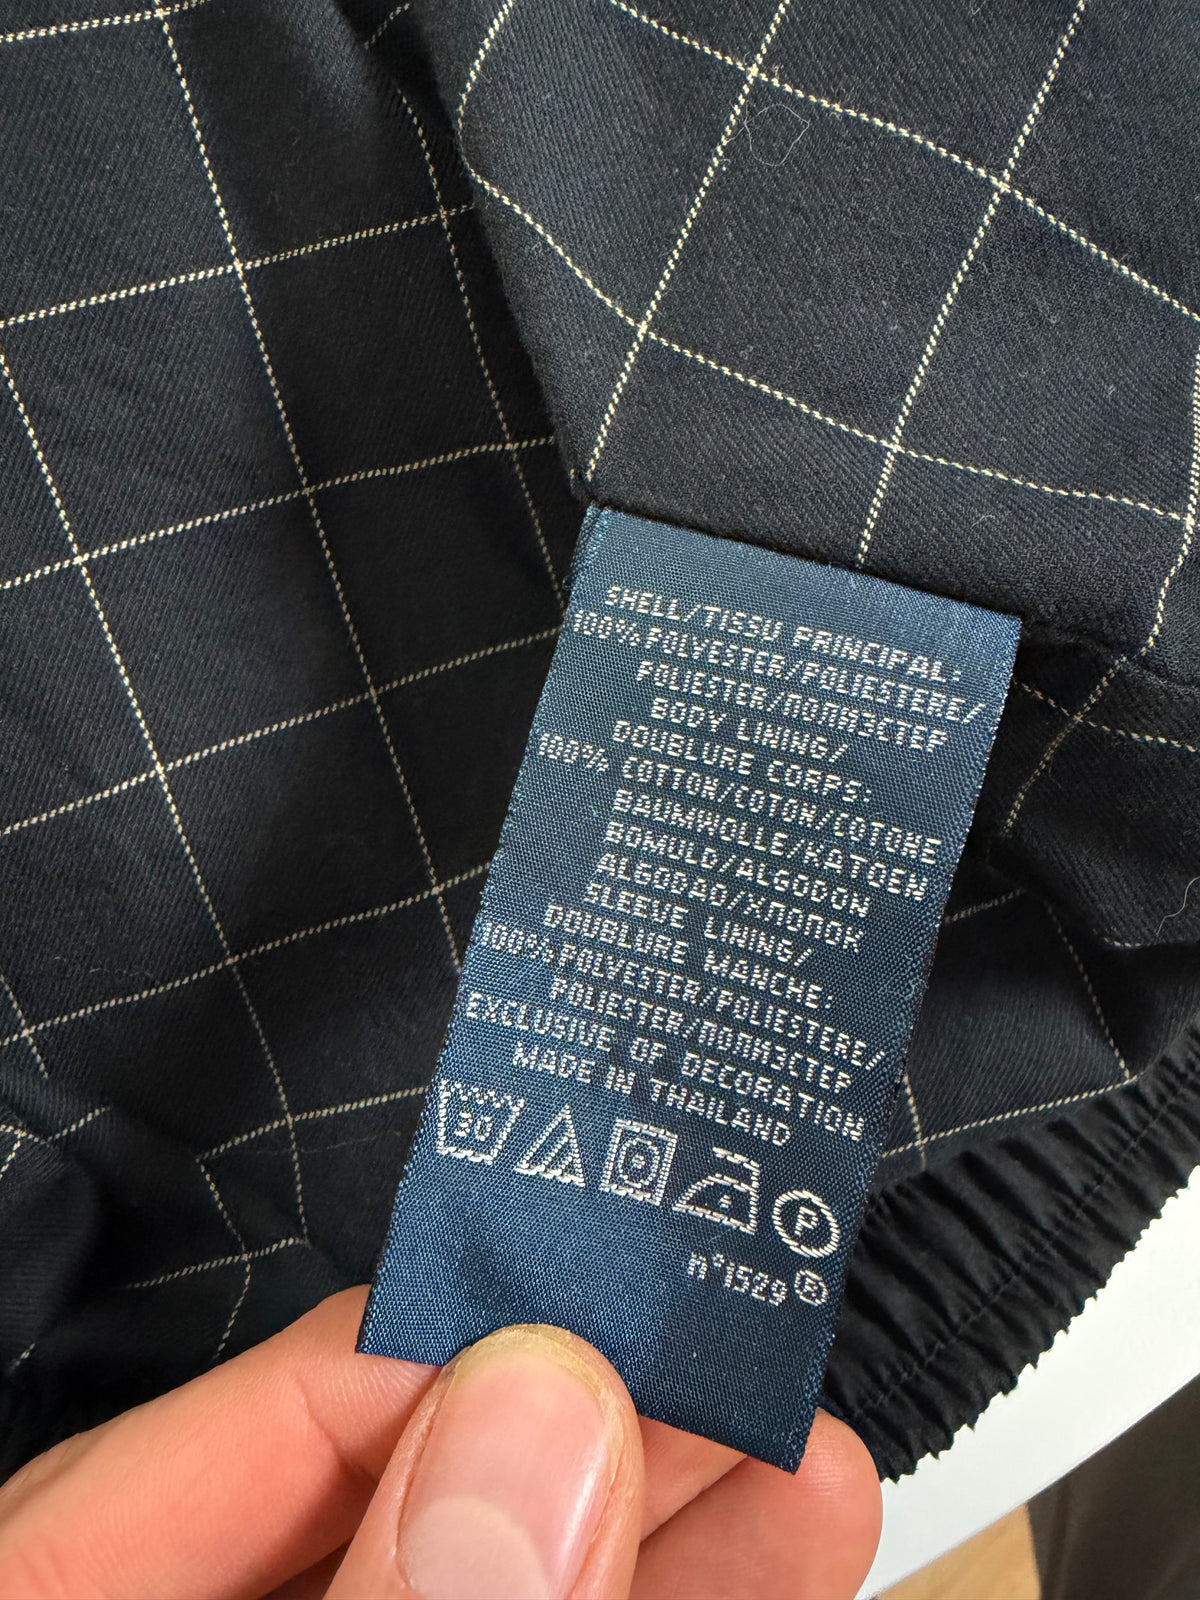 SHELL/TISSU PRINCIPAL:
100% POLYESTER/POLIESTERE/
POLIESTER/ПОЛИЭСТЕР
BODY LINING/
DOUBLURE CORPS:
100% COTTON/COTON/COTONE
BAUMWOLLE/KATOEN
BOMULD/ALGODON
ALGODAO/ХЛОПОК
SLEEVE LINING/
DOUBLURE MANCHE:
100% POLYESTER/POLIESTERE/
POLIESTER/ПОЛИЭСТЕР
EXCLUSIVE OF DECORATION
MADE IN THAILAND
30
P
n°1529 ®